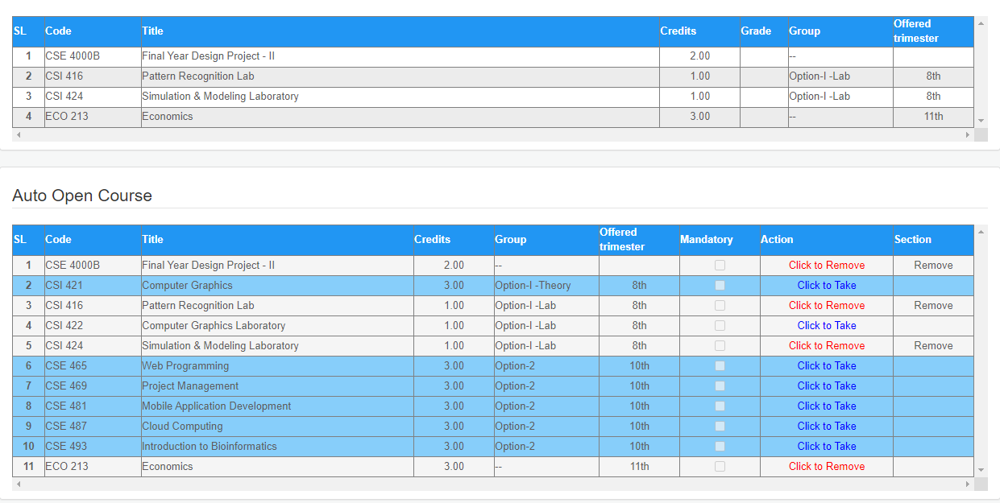 SL Code Title Credits Grade Group Offered trimester
1 CSE 4000B Final Year Design Project - II 2.00 --
2 CSI 416 Pattern Recognition Lab 1.00 Option-I -Lab 8th
3 CSI 424 Simulation & Modeling Laboratory 1.00 Option-I -Lab 8th
4 ECO 213 Economics 3.00 -- 11th
Auto Open Course
SL Code Title Credits Group Offered trimester Mandatory Action Section
1 CSE 4000B Final Year Design Project - II 2.00 -- Click to Remove Remove
2 CSI 421 Computer Graphics 3.00 Option-I -Theory 8th Click to Take
3 CSI 416 Pattern Recognition Lab 1.00 Option-I -Lab 8th Click to Remove Remove
4 CSI 422 Computer Graphics Laboratory 1.00 Option-I -Lab 8th Click to Take
5 CSI 424 Simulation & Modeling Laboratory 1.00 Option-I -Lab 8th Click to Remove Remove
6 CSE 465 Web Programming 3.00 Option-2 10th Click to Take
7 CSE 469 Project Management 3.00 Option-2 10th Click to Take
8 CSE 481 Mobile Application Development 3.00 Option-2 10th Click to Take
9 CSE 487 Cloud Computing 3.00 Option-2 10th Click to Take
10 CSE 493 Introduction to Bioinformatics 3.00 Option-2 10th Click to Take
11 ECO 213 Economics 3.00 -- 11th Click to Remove